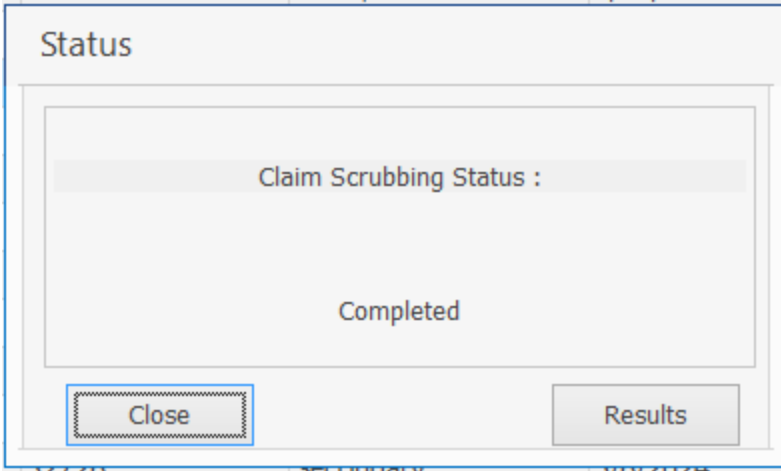 Status
Claim Scrubbing Status :
Completed
Close
Results